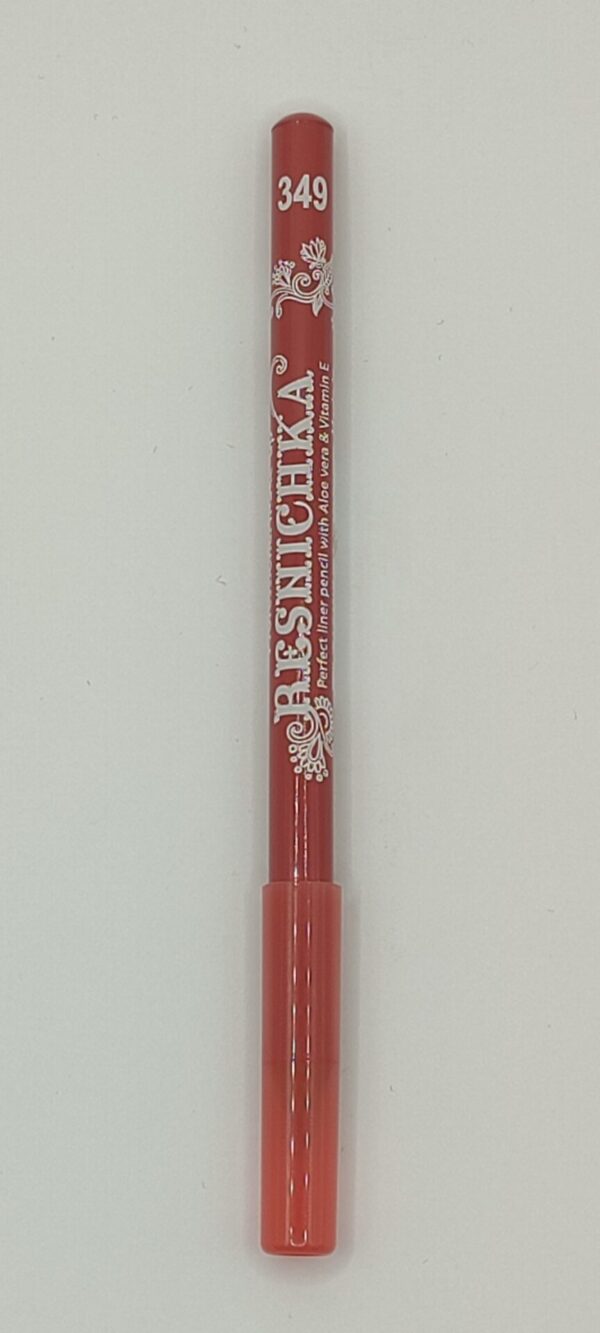 349
RESNICHKA
Perfect liner pencil with Aloe vera & Vitamin E